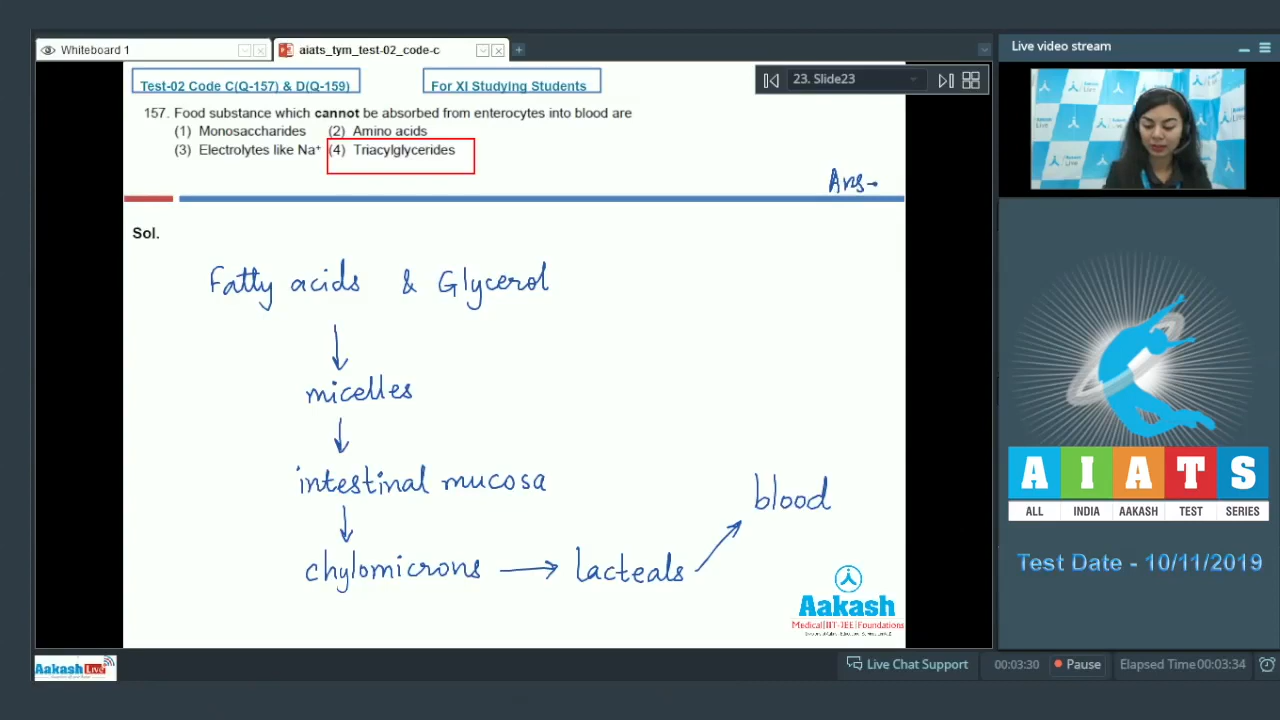 Whiteboard 1
aiats_tym_test-02_code-c
Live video stream
Test-02 Code C(Q-157) & D(Q-159)
For XI Studying Students
23. Slide23
157. Food substance which cannot be absorbed from enterocytes into blood are
(1) Monosaccharides (2) Amino acids
(3) Electrolytes like Na⁺ (4) Triacylglycerides
Ans-
Sol.
Fatty acids & Glycerol
micelles
intestinal mucosa
blood
chylomicrons lacteals
Aakash
Medical|IIT-JEE|Foundations
A I A T S
ALL INDIA AAKASH TEST SERIES
Test Date - 10/11/2019
Aakash Live
Live Chat Support
00:03:30
Pause
Elapsed Time 00:03:34